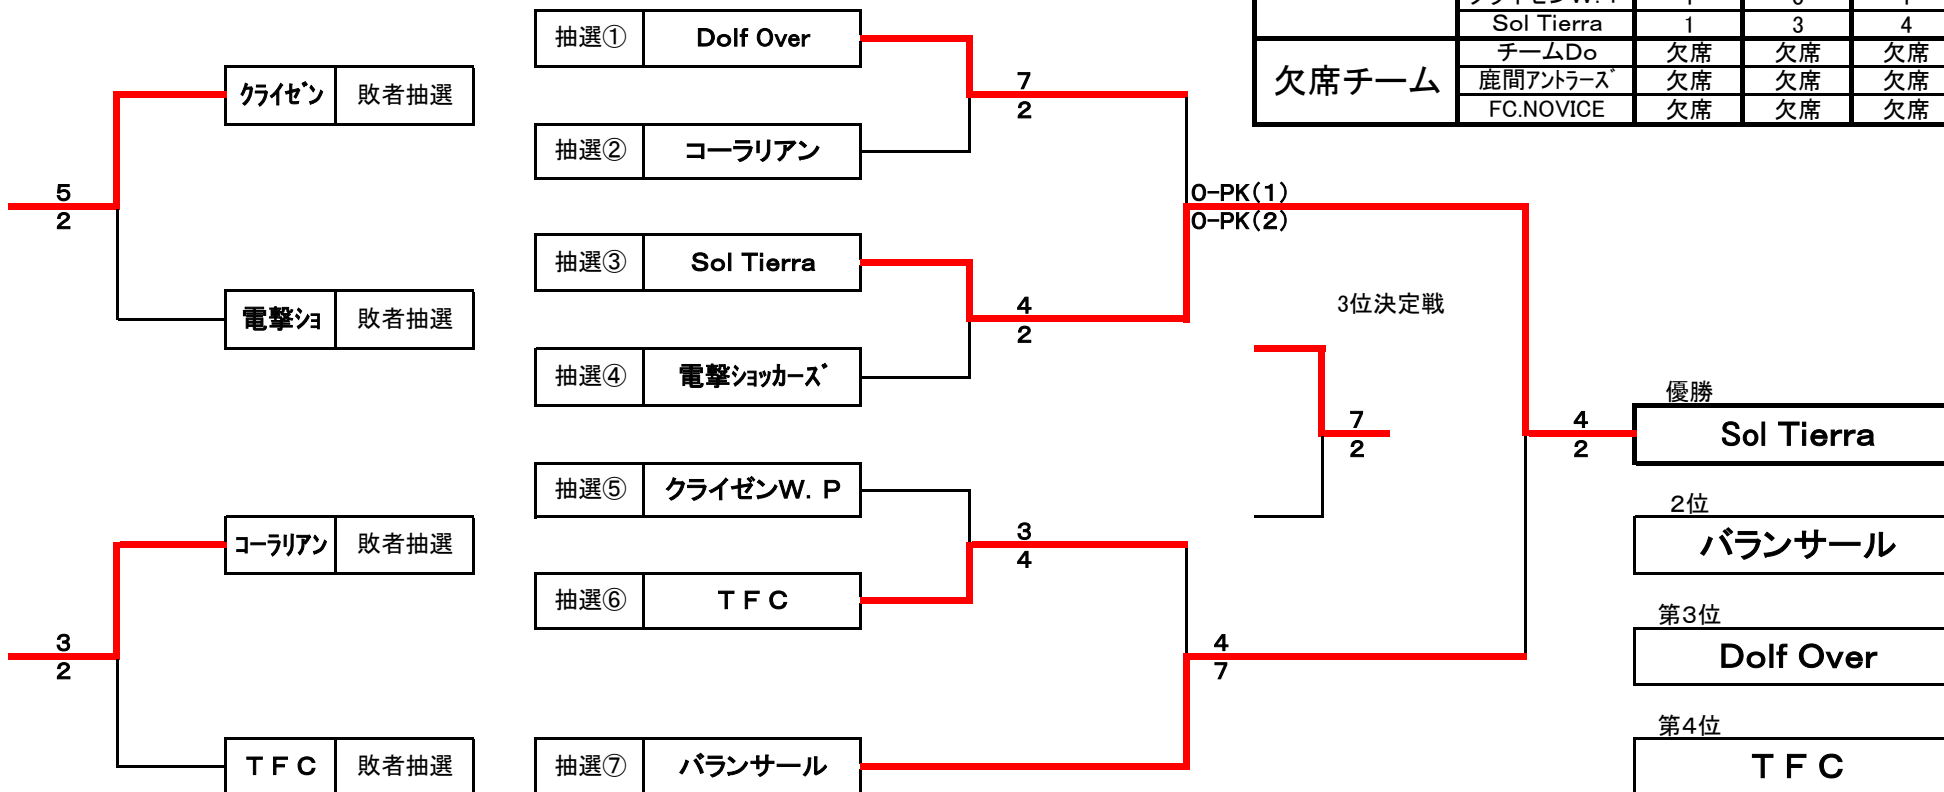 Sol Tierra 1 3 4
欠席チーム
チームDo 欠席 欠席 欠席
鹿間アントラーズ 欠席 欠席 欠席
FC.NOVICE 欠席 欠席 欠席
抽選① Dolf Over
クライゼン 敗者抽選
7
2
抽選② コーラリアン
5
2
0-PK(1)
0-PK(2)
抽選③ Sol Tierra
電撃ショ 敗者抽選
4
2
3位決定戦
抽選④ 電撃ショッカーズ
優勝
7
2
4
2
Sol Tierra
抽選⑤ クライゼンW. P
2位
コーラリアン 敗者抽選
3
4
バランサール
抽選⑥ TFC
第3位
3
2
4
7
Dolf Over
第4位
TFC 敗者抽選
抽選⑦ バランサール
TFC